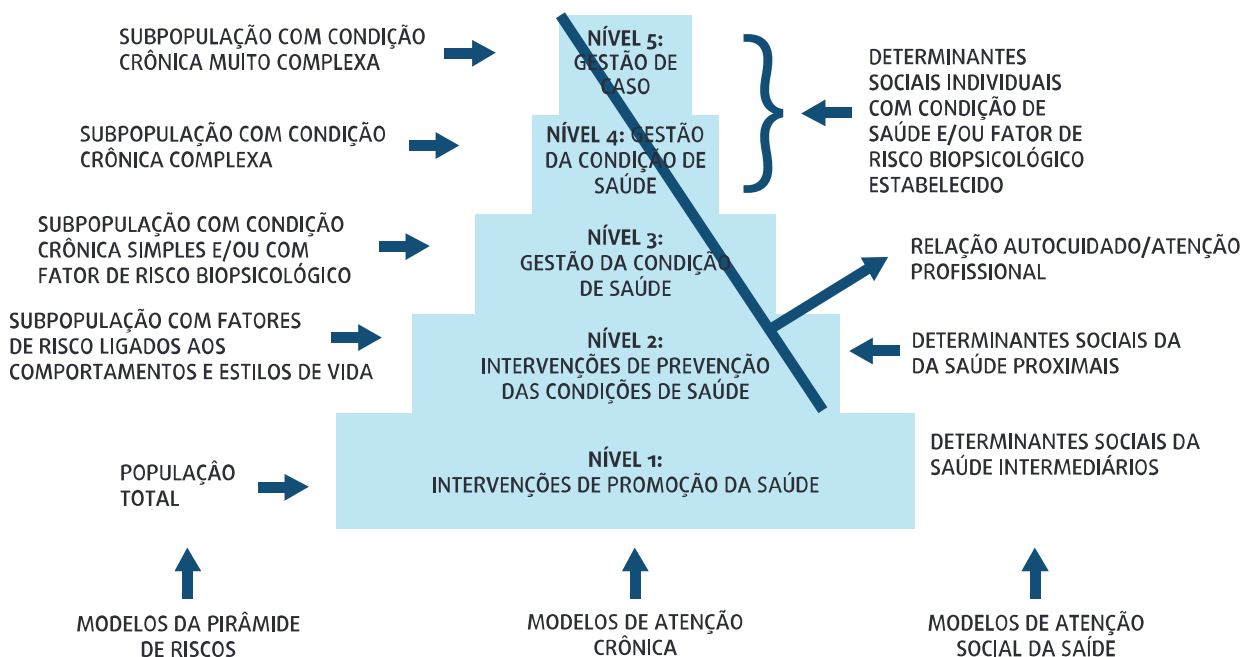 SUBPOPULAÇÃO COM CONDIÇÃO
CRÔNICA MUITO COMPLEXA
NÍVEL 5:
GESTÃO DE
CASO
DETERMINANTES
SOCIAIS INDIVIDUAIS
COM CONDIÇÃO DE
SAÚDE E/OU FATOR DE
RISCO BIOPSICOLÓGICO
ESTABELECIDO
SUBPOPULAÇÃO COM CONDIÇÃO
CRÔNICA COMPLEXA
NÍVEL 4: GESTÃO
DA CONDIÇÃO DE
SAÚDE
SUBPOPULAÇÃO COM CONDIÇÃO
CRÔNICA SIMPLES E/OU COM
FATOR DE RISCO BIOPSICOLÓGICO
NÍVEL 3:
GESTÃO DA CONDIÇÃO
DE SAÚDE
RELAÇÃO AUTOCUIDADO/ATENÇÃO
PROFISSIONAL
SUBPOPULAÇÃO COM FATORES
DE RISCO LIGADOS AOS
COMPORTAMENTOS E ESTILOS DE VIDA
NÍVEL 2:
INTERVENÇÕES DE PREVENÇÃO
DAS CONDIÇÕES DE SAÚDE
DETERMINANTES SOCIAIS DA
DA SAÚDE PROXIMAIS
POPULAÇÂO
TOTAL
NÍVEL 1:
INTERVENÇÕES DE PROMOÇÃO DA SAÚDE
DETERMINANTES SOCIAIS DA
SAÚDE INTERMEDIÁRIOS
MODELOS DA PIRÂMIDE
DE RISCOS
MODELOS DE ATENÇÃO
CRÔNICA
MODELOS DE ATENÇÃO
SOCIAL DA SAÍDE